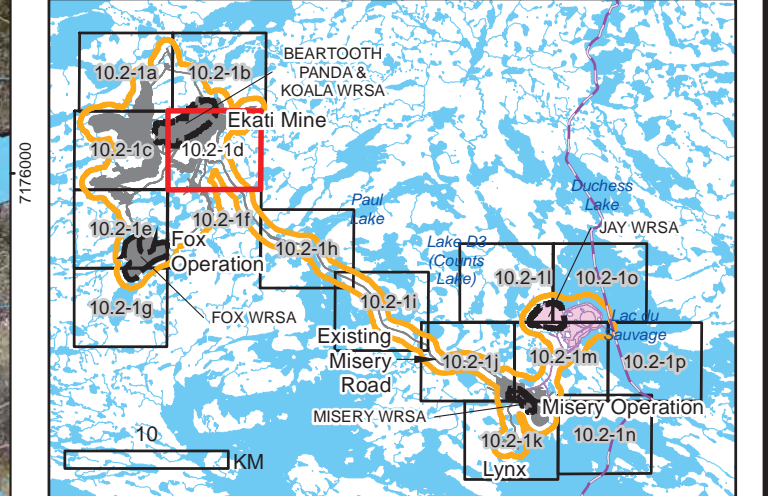 BEARTOOTH
PANDA &
KOALA WRSA
10.2-1a
10.2-1b
Ekati Mine
10.2-1c
10.2-1d
7176000
Paul
Lake
Duchess
Lake
10.2-1e
10.2-1f
JAY WRSA
Fox
Operation
10.2-1h
Lake D3
(Counts
Lake)
10.2-1l
10.2-1o
10.2-1g
10.2-1i
FOX WRSA
Lac du
Sauvage
Existing
Misery
Road
10.2-1j
10.2-1m
10.2-1p
MISERY WRSA
Misery Operation
10.2-1k
10.2-1n
10
KM
Lynx